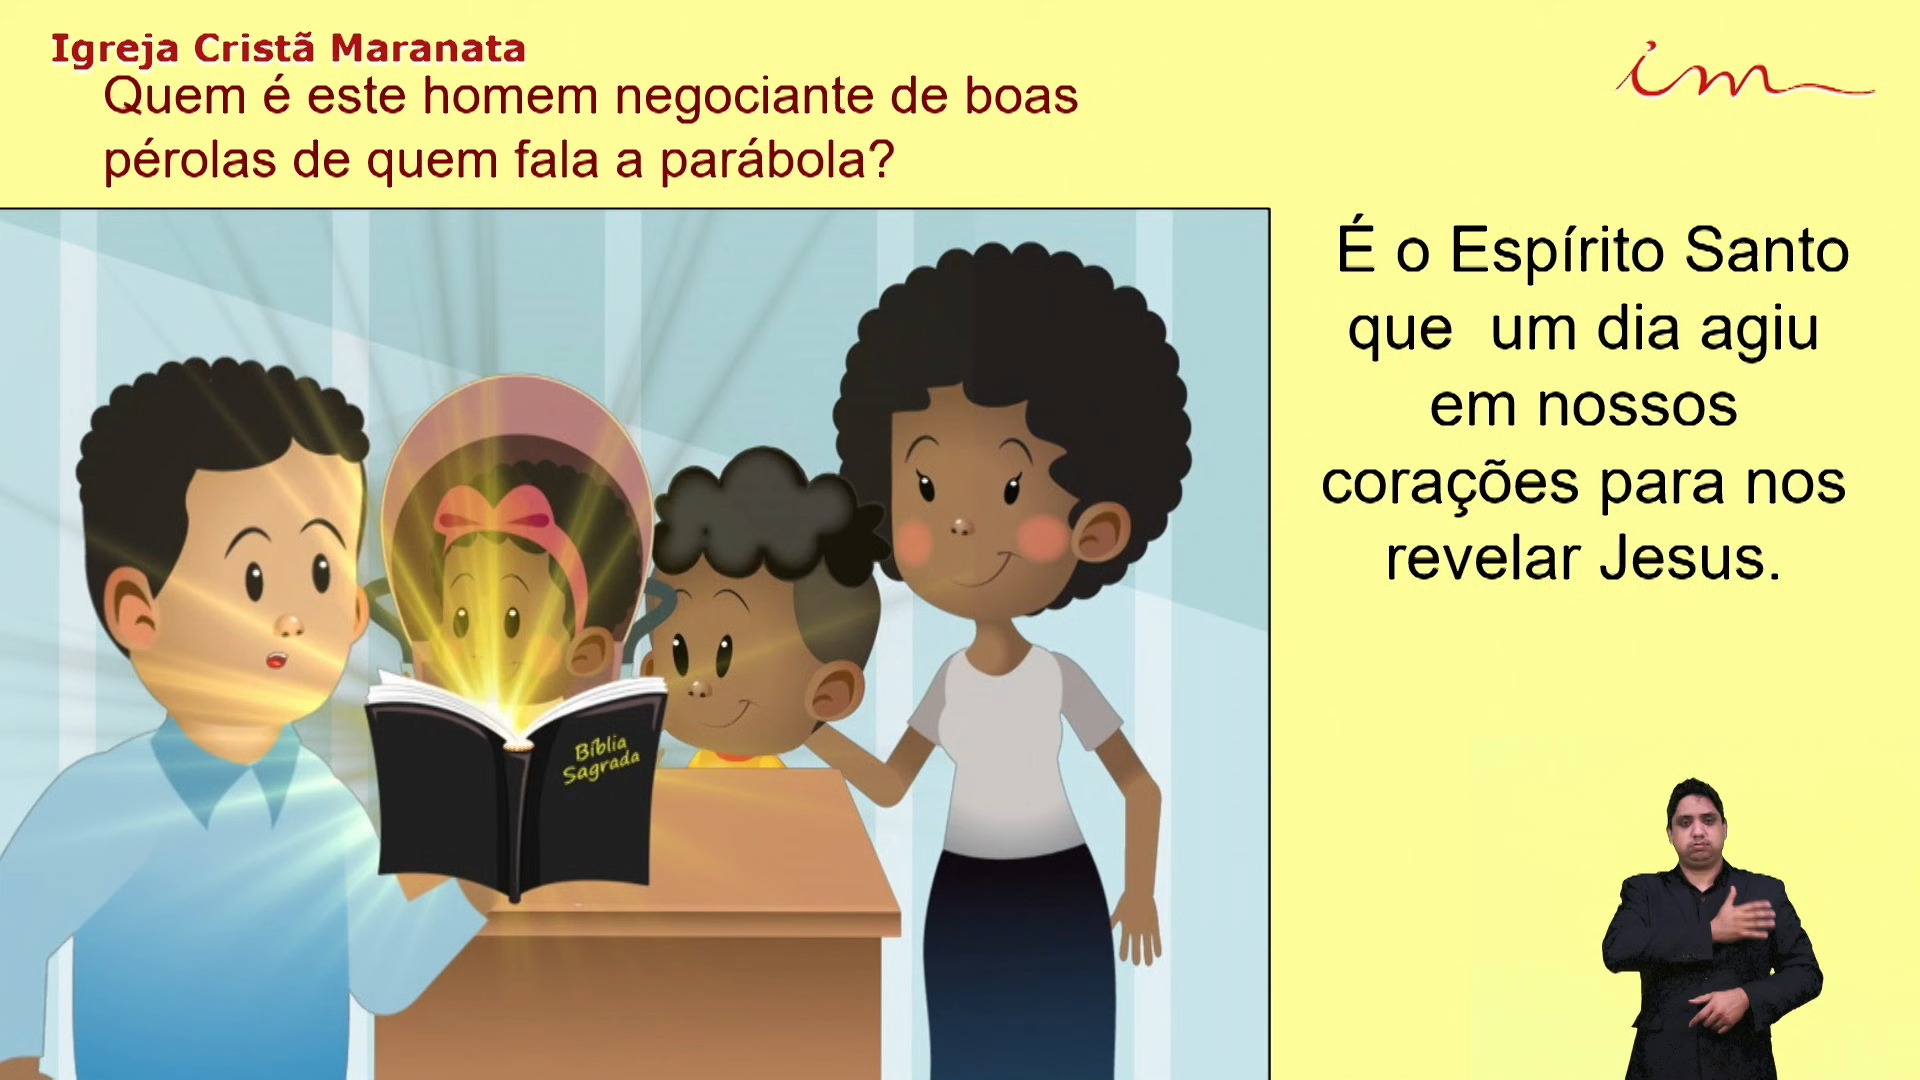 Igreja Cristã Maranata
Quem é este homem negociante de boas
pérolas de quem fala a parábola?
im
É o Espírito Santo
que um dia agiu
em nossos
corações para nos
revelar Jesus.
Bíblia
Sagrada